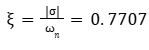 ξ = |σ|/ωₙ = 0.7707